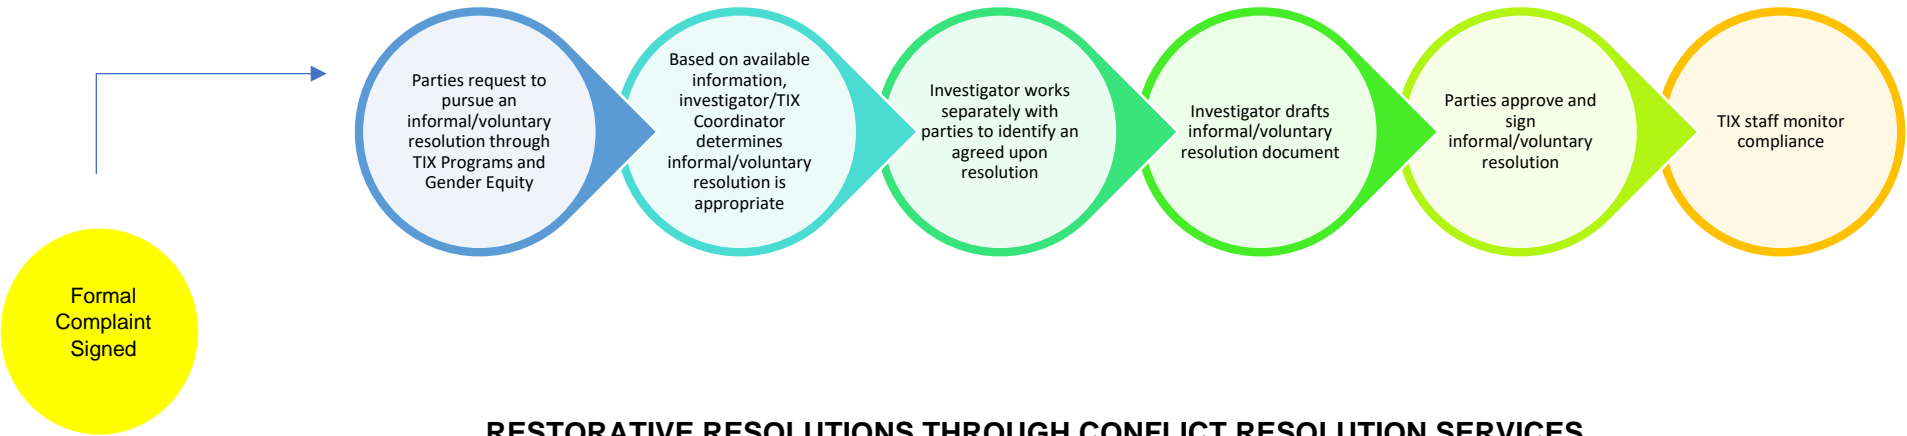 Parties request to
pursue an
informal/voluntary
resolution through
TIX Programs and
Gender Equity
Based on available
information,
investigator/TIX
Coordinator
determines
informal/voluntary
resolution is
appropriate
Investigator works
separately with
parties to identify an
agreed upon
resolution
Investigator drafts
informal/voluntary
resolution document
Parties approve and
sign
informal/voluntary
resolution
TIX staff monitor
compliance
Formal
Complaint
Signed
RESTORATIVE RESOLUTIONS THROUGH CONFLICT RESOLUTION SERVICES